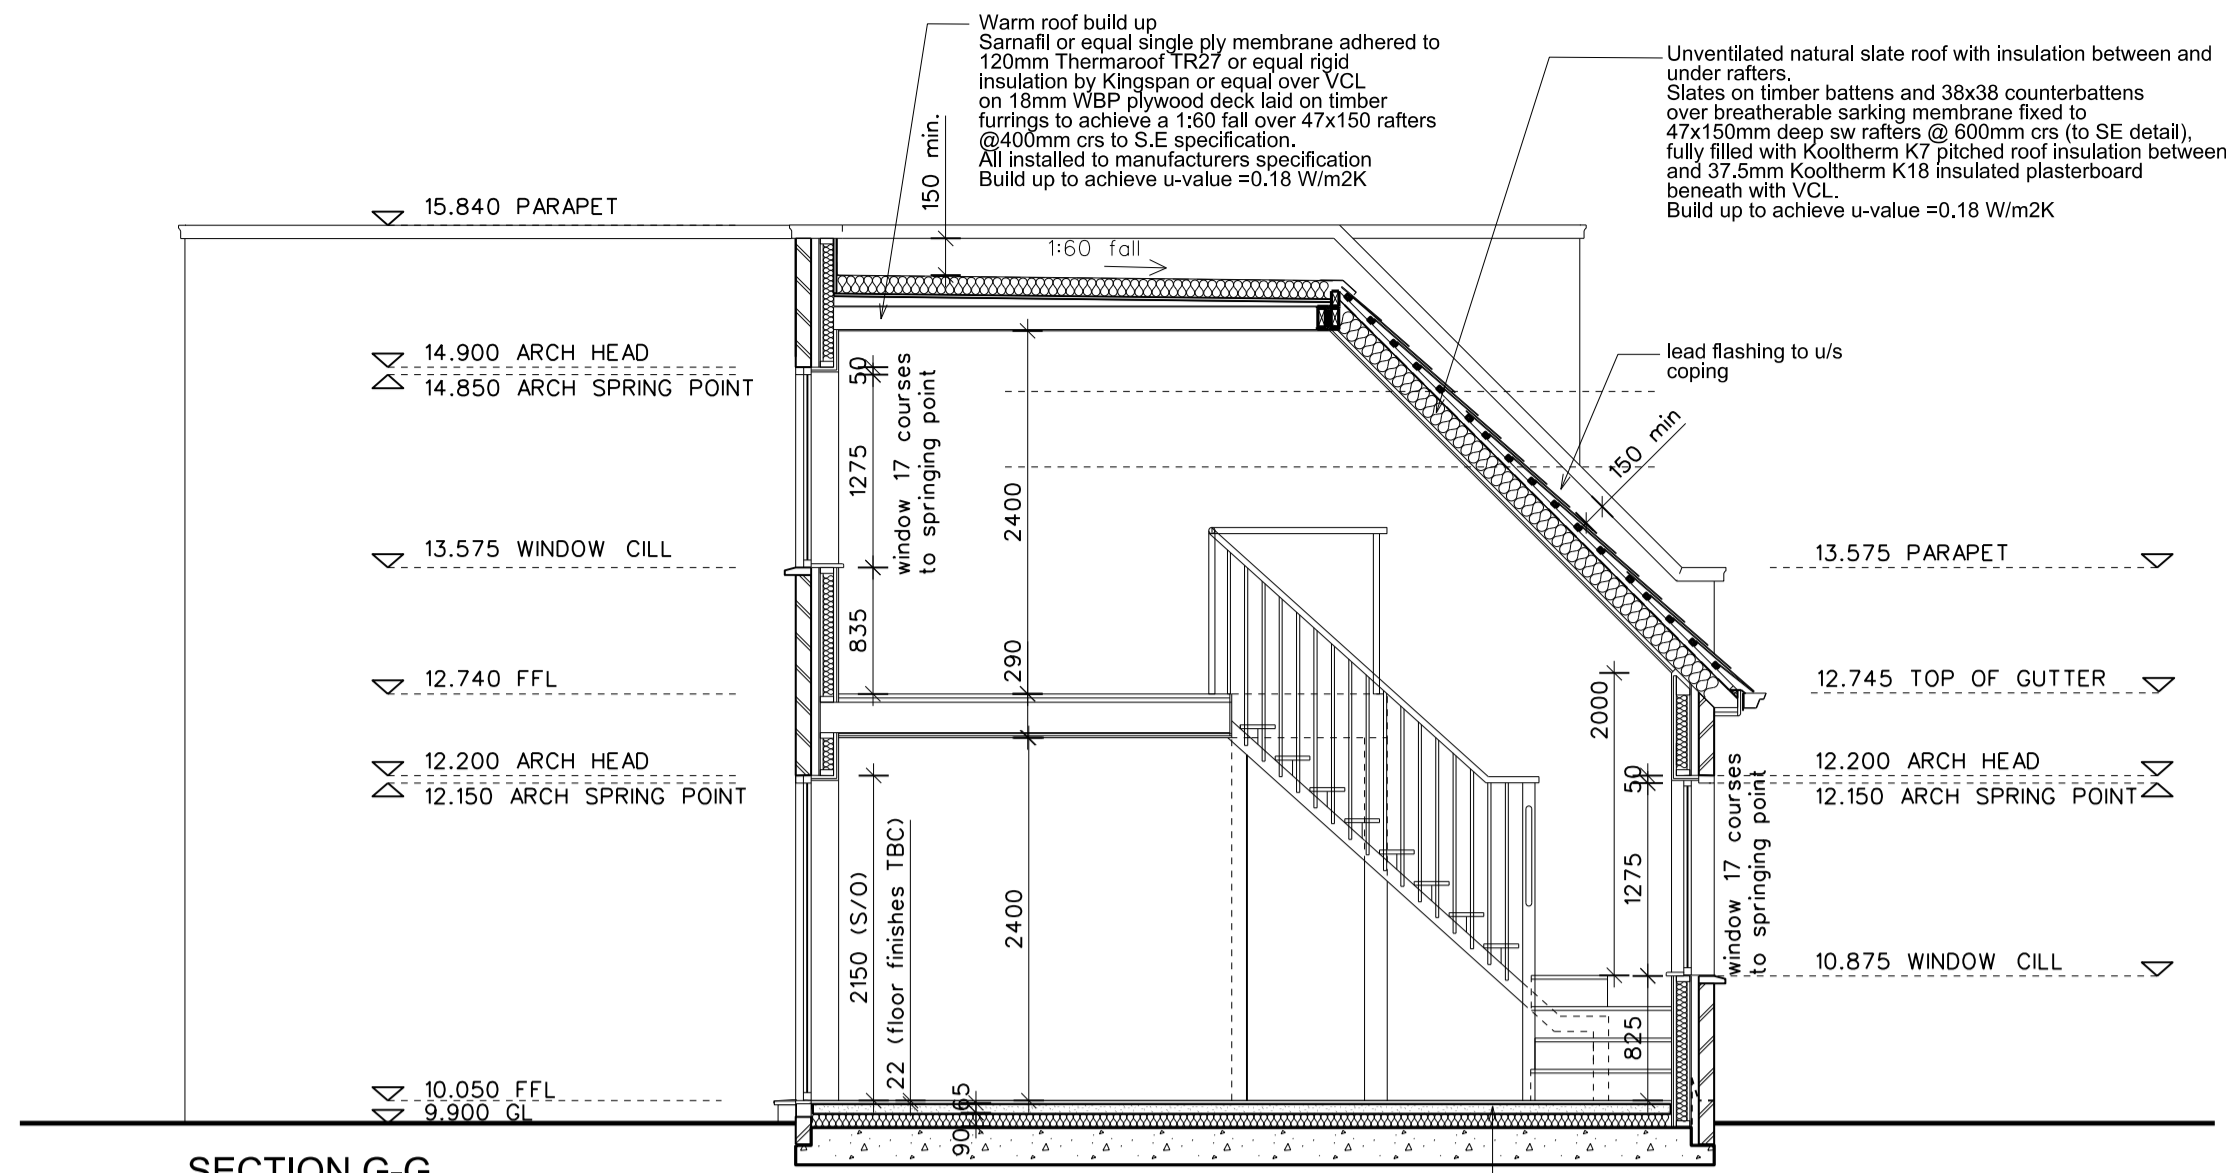 Warm roof build up
Sarnafil or equal single ply membrane adhered to
120mm Thermaroof TR27 or equal rigid
insulation by Kingspan or equal over VCL
on 18mm WBP plywood deck laid on timber
furrings to achieve a 1:60 fall over 47x150 rafters
@400mm crs to S.E specification.
All installed to manufacturers specification
Build up to achieve u-value =0.18 W/m2K
Unventilated natural slate roof with insulation between and
under rafters.
Slates on timber battens and 38x38 counterbattens
over breatherable sarking membrane fixed to
47x150mm deep sw rafters @ 600mm crs (to SE detail),
fully filled with Kooltherm K7 pitched roof insulation between
and 37.5mm Kooltherm K18 insulated plasterboard
beneath with VCL.
Build up to achieve u-value =0.18 W/m2K
150 min.
15.840 PARAPET
1:60 fall
14.900 ARCH HEAD
14.850 ARCH SPRING POINT
50
1275
window 17 courses
to springing point
2400
lead flashing to u/s
coping
150 min
13.575 WINDOW CILL
13.575 PARAPET
835
290
12.740 FFL
12.745 TOP OF GUTTER
2000
12.200 ARCH HEAD
12.150 ARCH SPRING POINT
50
12.200 ARCH HEAD
12.150 ARCH SPRING POINT
2150 (S/O)
22 (floor finishes TBC)
2400
1275
window 17 courses
to springing point
10.875 WINDOW CILL
825
10.050 FFL
9.900 GL
65
90
SECTION G-G